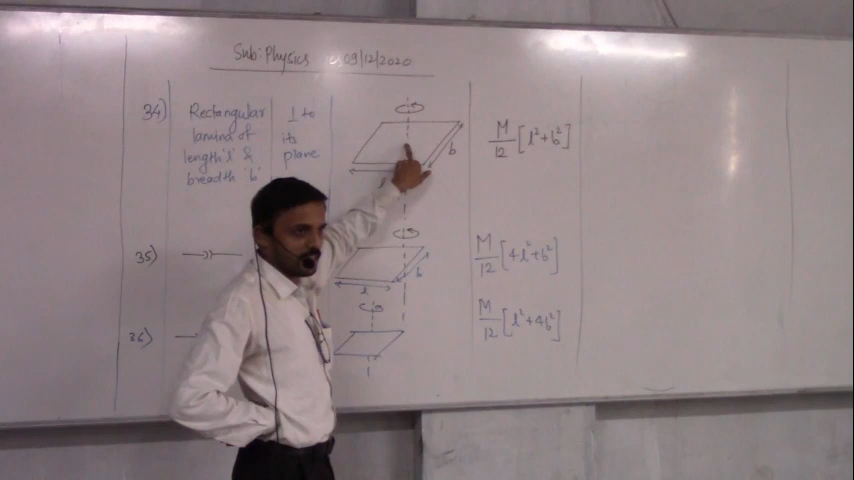 Sub: Physics 09/12/2020
34) Rectangular lamina of length 'l' & breadth 'b'
⊥ to its plane
b
M/12 [l²+b²]
35)
l
b
M/12 [4l²+b²]
36)
M/12 [l²+4b²]